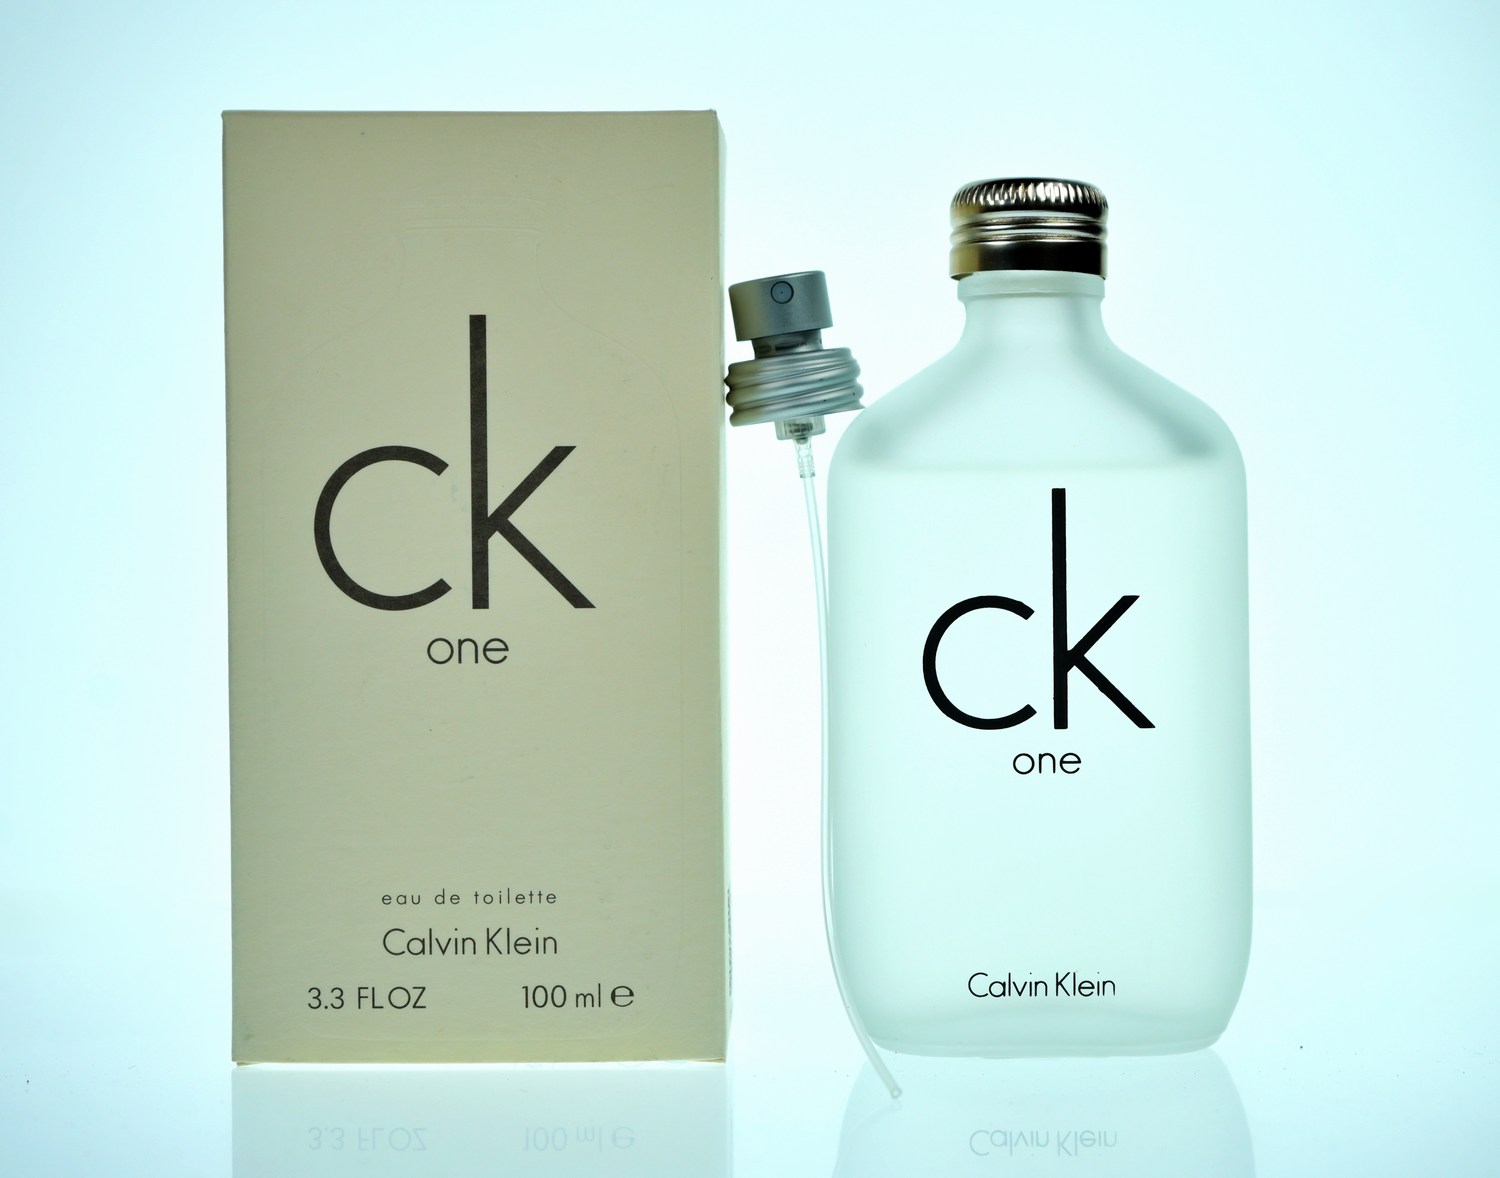 ck
one
eau de toilette
Calvin Klein
3.3 FL OZ 100 ml ℮
ck
one
Calvin Klein